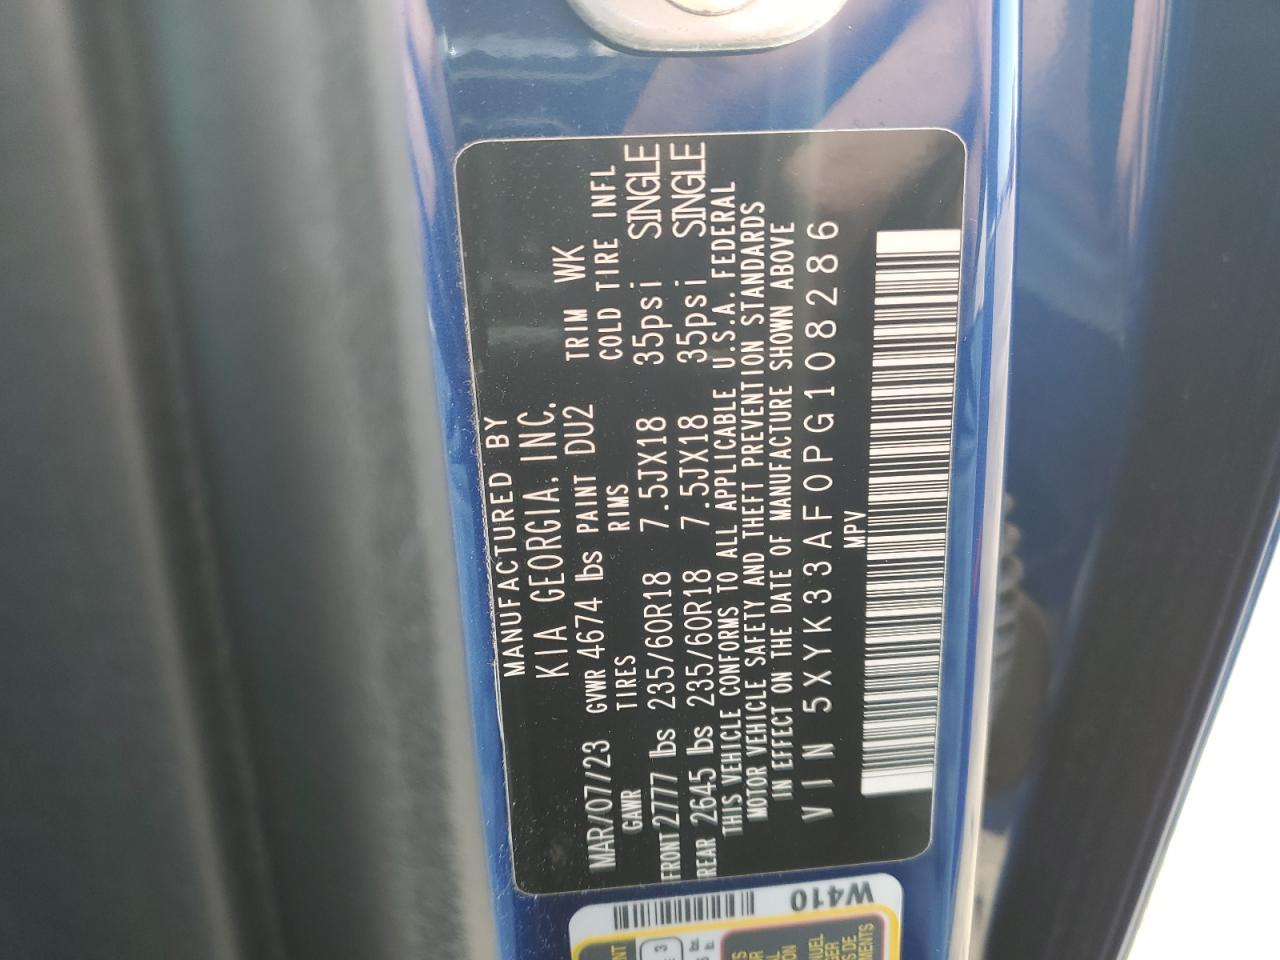 MANUFACTURED BY
KIA GEORGIA, INC.
MAR/07/23 GVWR 4674 lbs PAINT DU2 TRIM WK
GAWR TIRES RIMS COLD TIRE INFL
FRONT 2777 lbs 235/60R18 7.5JX18 35psi SINGLE
REAR 2645 lbs 235/60R18 7.5JX18 35psi SINGLE
THIS VEHICLE CONFORMS TO ALL APPLICABLE U.S.A. FEDERAL
MOTOR VEHICLE SAFETY AND THEFT PREVENTION STANDARDS
IN EFFECT ON THE DATE OF MANUFACTURE SHOWN ABOVE
VIN 5XYK33AF0PG108286
MPV
W410